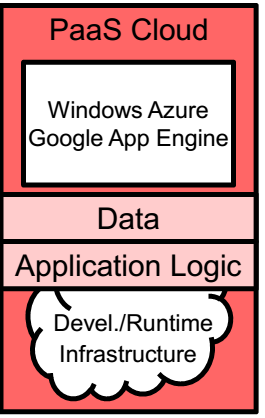 PaaS Cloud
Windows Azure
Google App Engine
Data
Application Logic
Devel./Runtime
Infrastructure